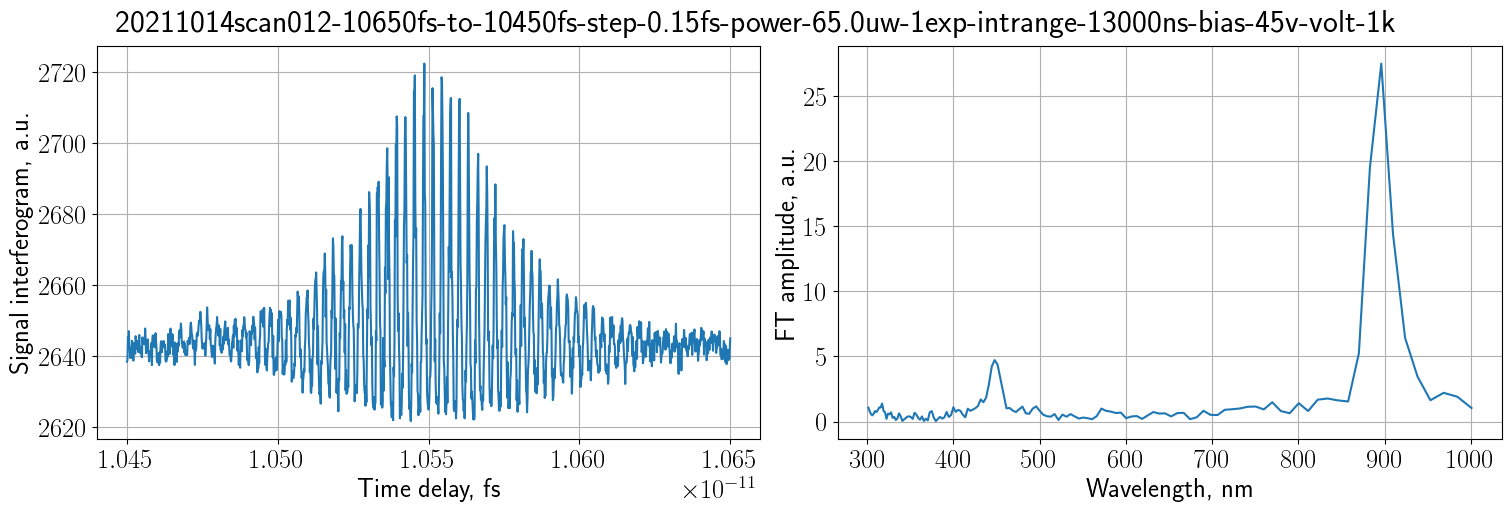 20211014scan012-10650fs-to-10450fs-step-0.15fs-power-65.0uw-1exp-intrange-13000ns-bias-45v-volt-1k
Signal interferogram, a.u.
2720
2700
2680
2660
2640
2620
1.045 1.050 1.055 1.060 1.065
×10⁻¹¹
Time delay, fs
FT amplitude, a.u.
25
20
15
10
5
0
300 400 500 600 700 800 900 1000
Wavelength, nm